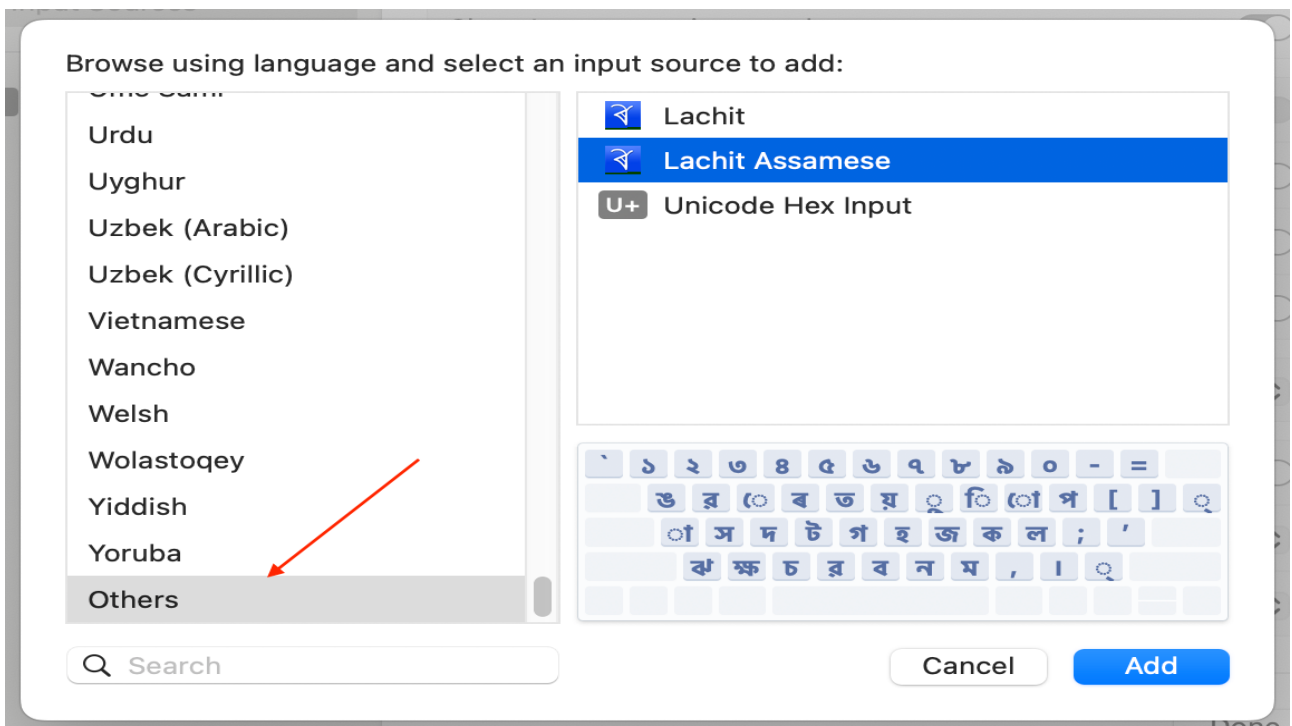 Browse using language and select an input source to add:
Urdu
Uyghur
Uzbek (Arabic)
Uzbek (Cyrillic)
Vietnamese
Wancho
Welsh
Wolastoqey
Yiddish
Yoruba
Others
Search
ৰ Lachit
ৰ Lachit Assamese
U+ Unicode Hex Input
` ১ ২ ৩ ৪ ৫ ৬ ৭ ৮ ৯ ০ - =
ঙ র ে ৰ ত য় ু ি ো প [ ] ্
া স দ ট গ হ জ ক ল ; ’
ঝ ক্ষ চ র ব ন ম , । ্
Cancel Add